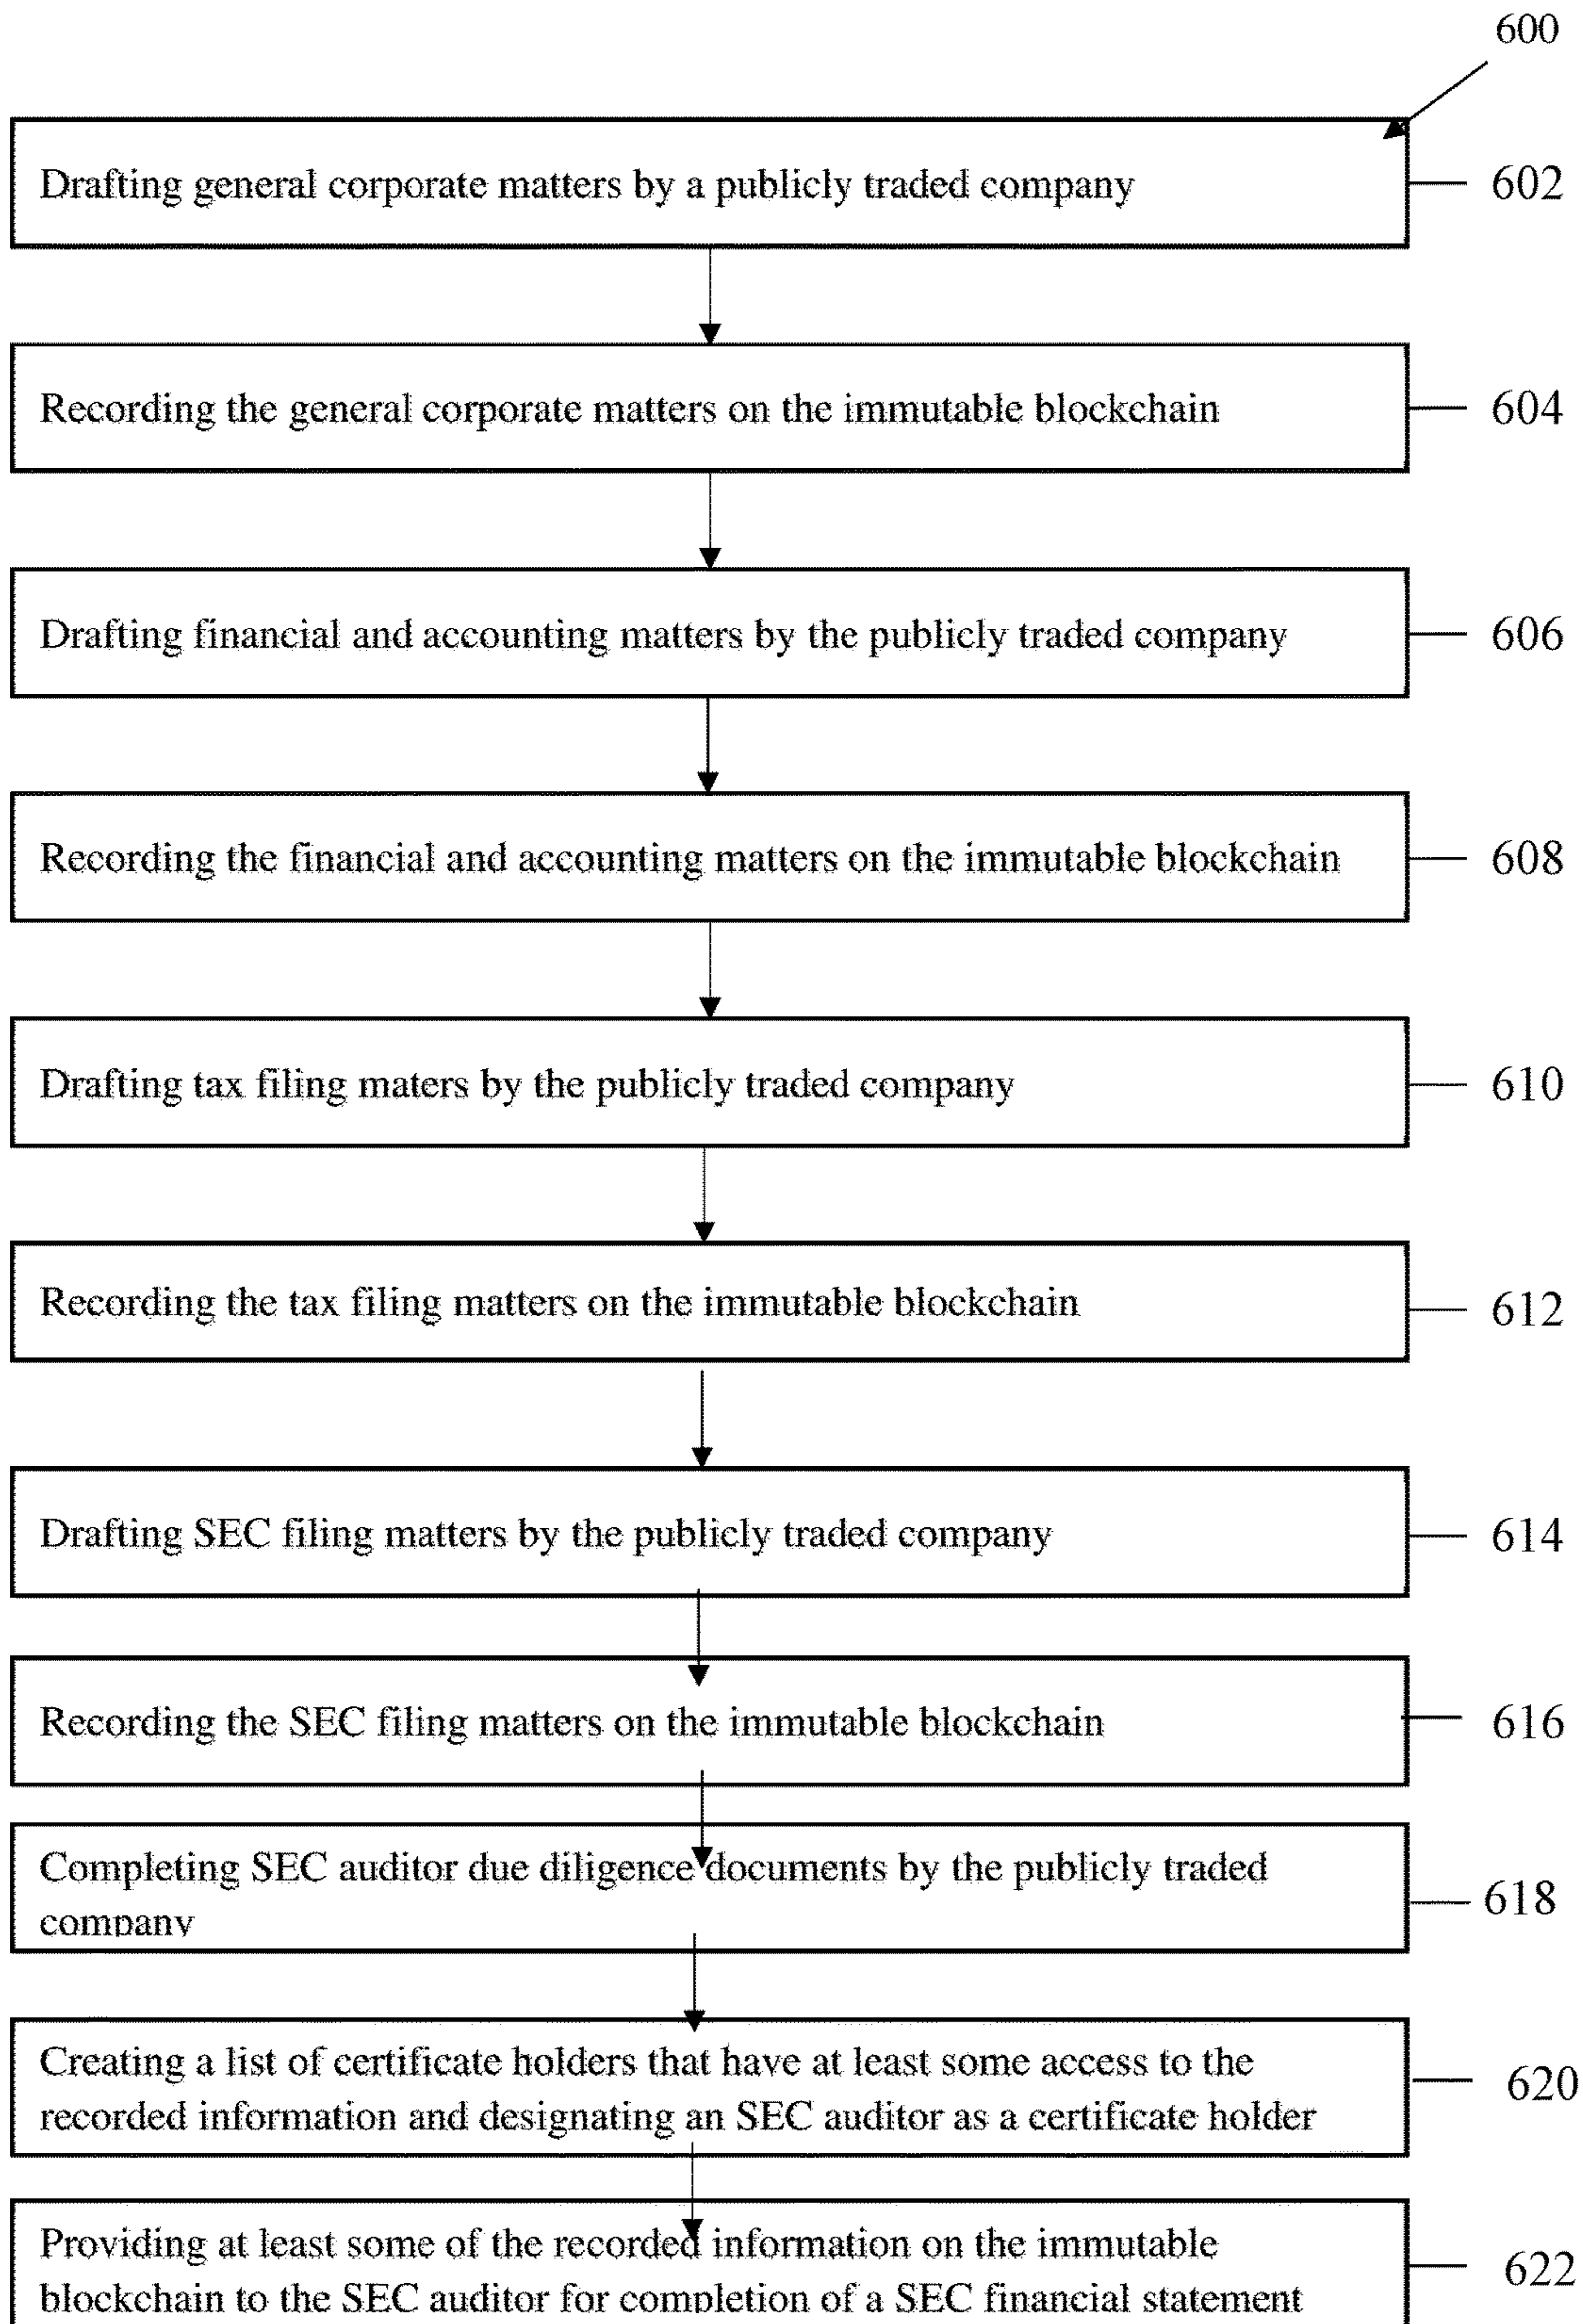 600
Drafting general corporate matters by a publicly traded company
602
Recording the general corporate matters on the immutable blockchain
604
Drafting financial and accounting matters by the publicly traded company
606
Recording the financial and accounting matters on the immutable blockchain
608
Drafting tax filing maters by the publicly traded company
610
Recording the tax filing matters on the immutable blockchain
612
Drafting SEC filing matters by the publicly traded company
614
Recording the SEC filing matters on the immutable blockchain
616
Completing SEC auditor due diligence documents by the publicly traded
company
618
Creating a list of certificate holders that have at least some access to the
recorded information and designating an SEC auditor as a certificate holder
620
Providing at least some of the recorded information on the immutable
blockchain to the SEC auditor for completion of a SEC financial statement
622